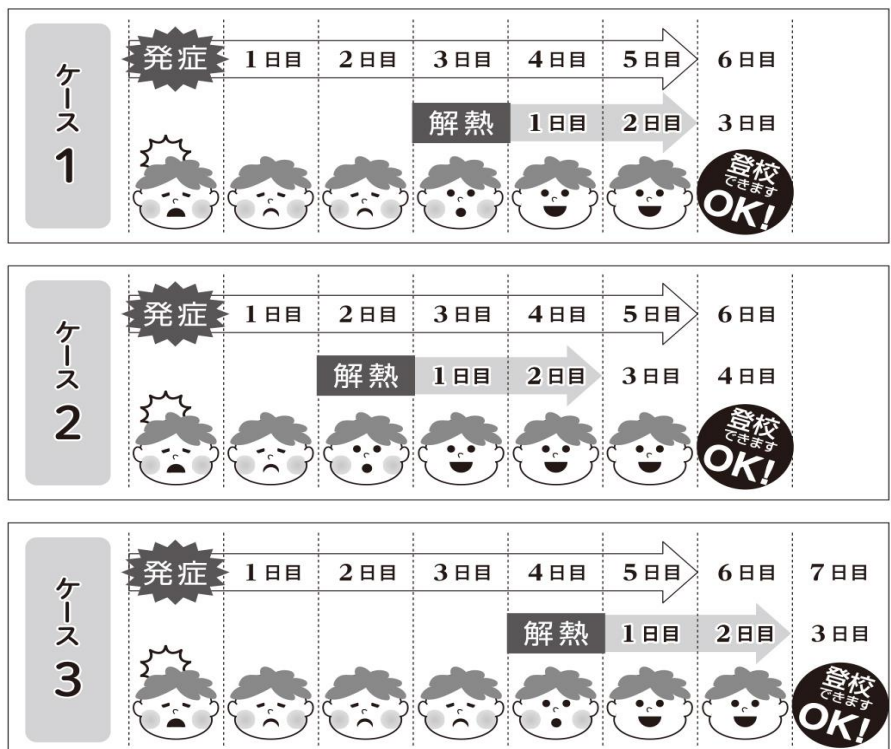 ケース1
発症 1日目 2日目 3日目 4日目 5日目 6日目
解熱 1日目 2日目 3日目
登校
できます
OK!
ケース2
発症 1日目 2日目 3日目 4日目 5日目 6日目
解熱 1日目 2日目 3日目 4日目
登校
できます
OK!
ケース3
発症 1日目 2日目 3日目 4日目 5日目 6日目 7日目
解熱 1日目 2日目 3日目
登校
できます
OK!